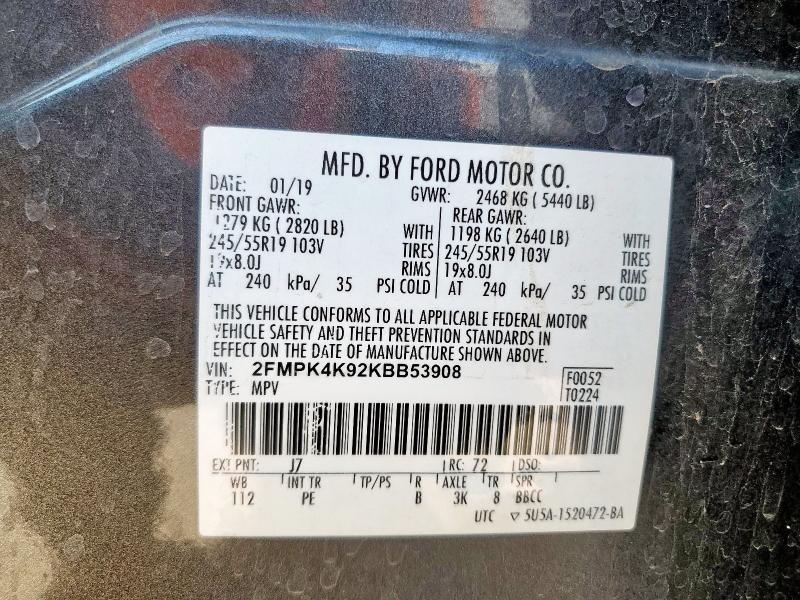 MFD. BY FORD MOTOR CO.
DATE: 01/19 GVWR: 2468 KG ( 5440 LB)
FRONT GAWR: REAR GAWR:
1279 KG ( 2820 LB) WITH 1198 KG ( 2640 LB) WITH
245/55R19 103V TIRES 245/55R19 103V TIRES
19x8.0J RIMS 19x8.0J RIMS
AT 240 kPa/ 35 PSI COLD AT 240 kPa/ 35 PSI COLD
THIS VEHICLE CONFORMS TO ALL APPLICABLE FEDERAL MOTOR
VEHICLE SAFETY AND THEFT PREVENTION STANDARDS IN
EFFECT ON THE DATE OF MANUFACTURE SHOWN ABOVE.
VIN: 2FMPK4K92KBB53908 F0052
TYPE: MPV T0224
EXT PNT: J7 RC: 72 DSO:
WB INT TR TP/PS R AXLE TR SPR
112 PE B 3K 8 BBCC
UTC ▽ 5U5A-1520472-BA